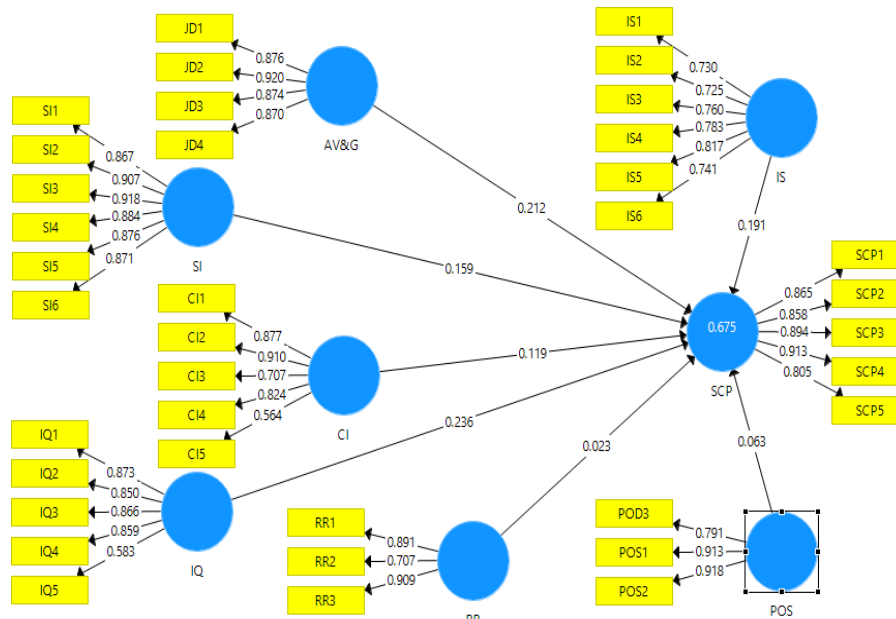 JD1
JD2
JD3
JD4
0.876
0.920
0.874
0.870
AV&G
IS1
IS2
IS3
IS4
IS5
IS6
0.730
0.725
0.760
0.783
0.817
0.741
IS
SI1
SI2
SI3
SI4
SI5
SI6
0.867
0.907
0.918
0.884
0.876
0.871
SI
0.212
0.191
0.159
CI1
CI2
CI3
CI4
CI5
0.877
0.910
0.707
0.824
0.564
CI
0.119
0.675
SCP
0.865
0.858
0.894
0.913
0.805
SCP1
SCP2
SCP3
SCP4
SCP5
IQ1
IQ2
IQ3
IQ4
IQ5
0.873
0.850
0.866
0.859
0.583
IQ
0.236
0.023
0.063
RR1
RR2
RR3
0.891
0.707
0.909
POD3
POS1
POS2
0.791
0.913
0.918
POS